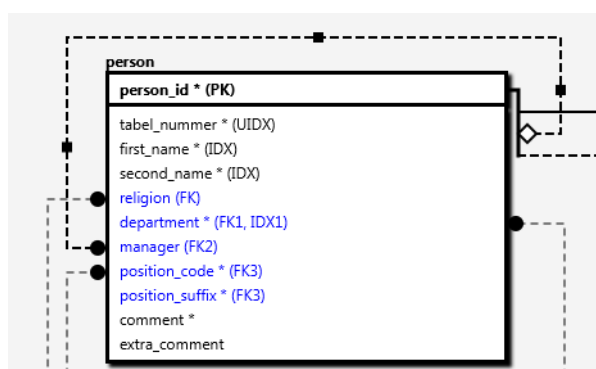 person
person_id * (PK)
tabel_nummer * (UIDX)
first_name * (IDX)
second_name * (IDX)
religion (FK)
department * (FK1, IDX1)
manager (FK2)
position_code * (FK3)
position_suffix * (FK3)
comment *
extra_comment